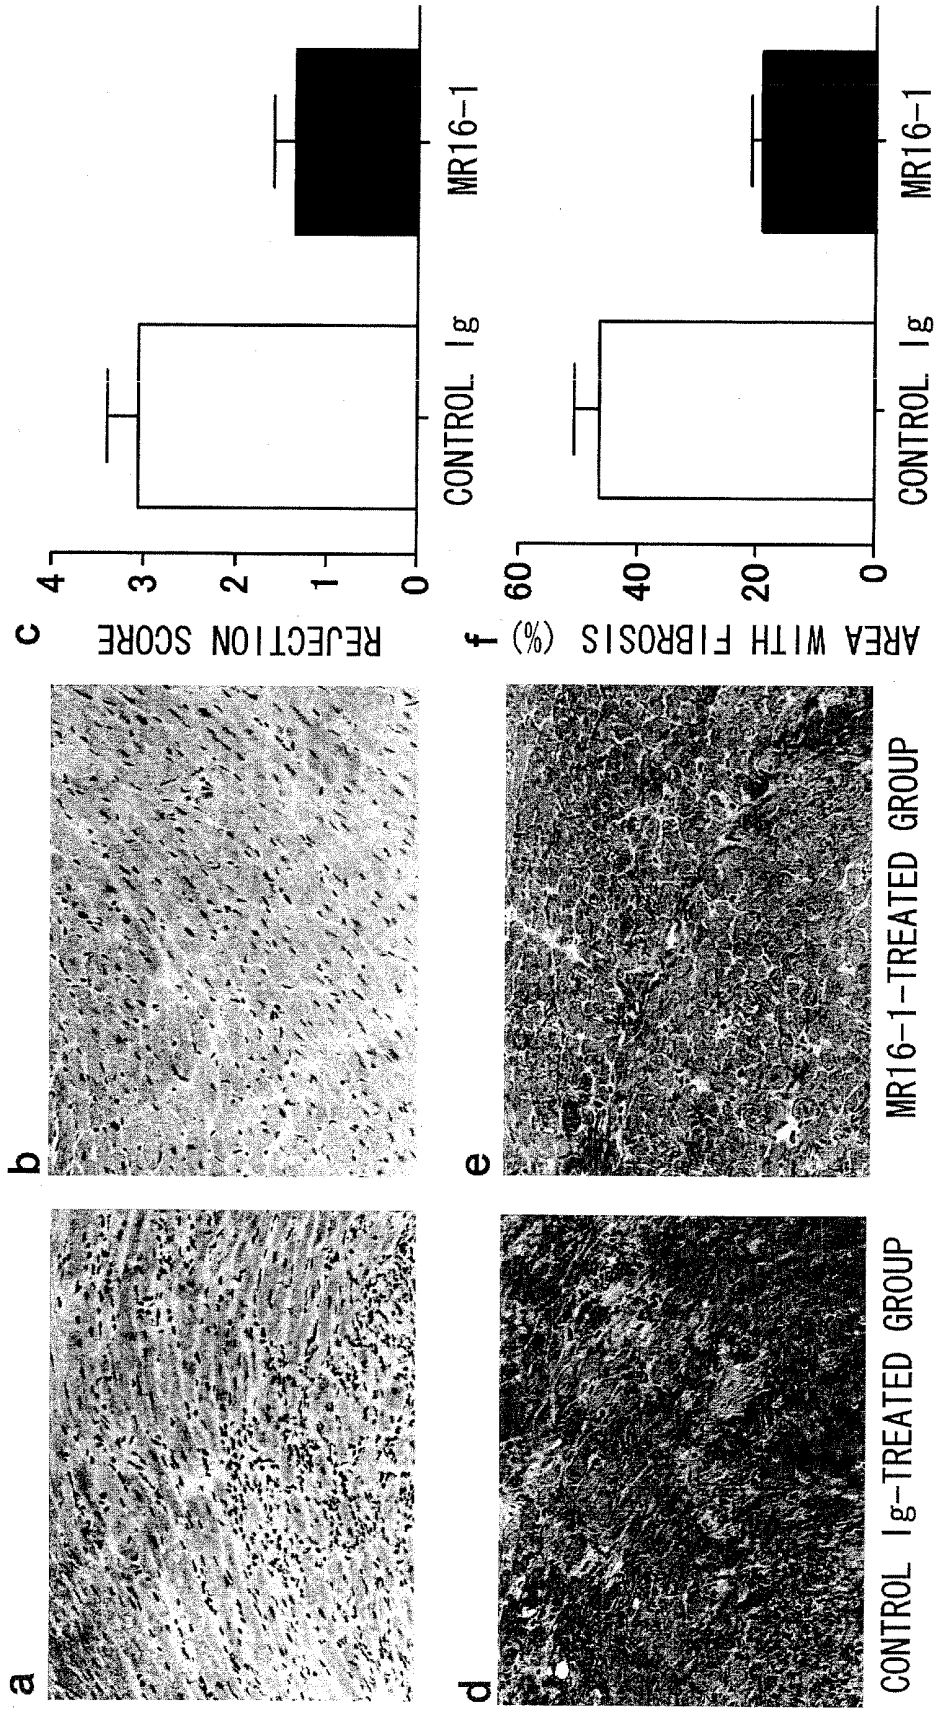 a
b
c
REJECTION SCORE
4
3
2
1
0
CONTROL Ig
MR16-1
d
e
f
AREA WITH FIBROSIS (%)
60
40
20
0
CONTROL Ig
MR16-1
CONTROL Ig-TREATED GROUP
MR16-1-TREATED GROUP